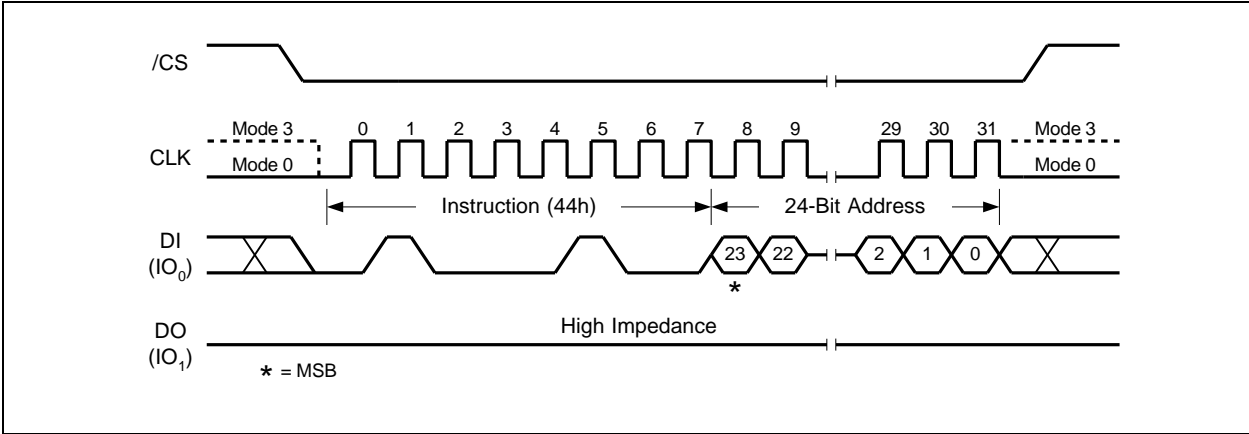 /CS
Mode 3 0 1 2 3 4 5 6 7 8 9 29 30 31 Mode 3
CLK
Mode 0 Mode 0
Instruction (44h) 24-Bit Address
DI
(IO0)
23 22 2 1 0
*
High Impedance
DO
(IO1)
* = MSB